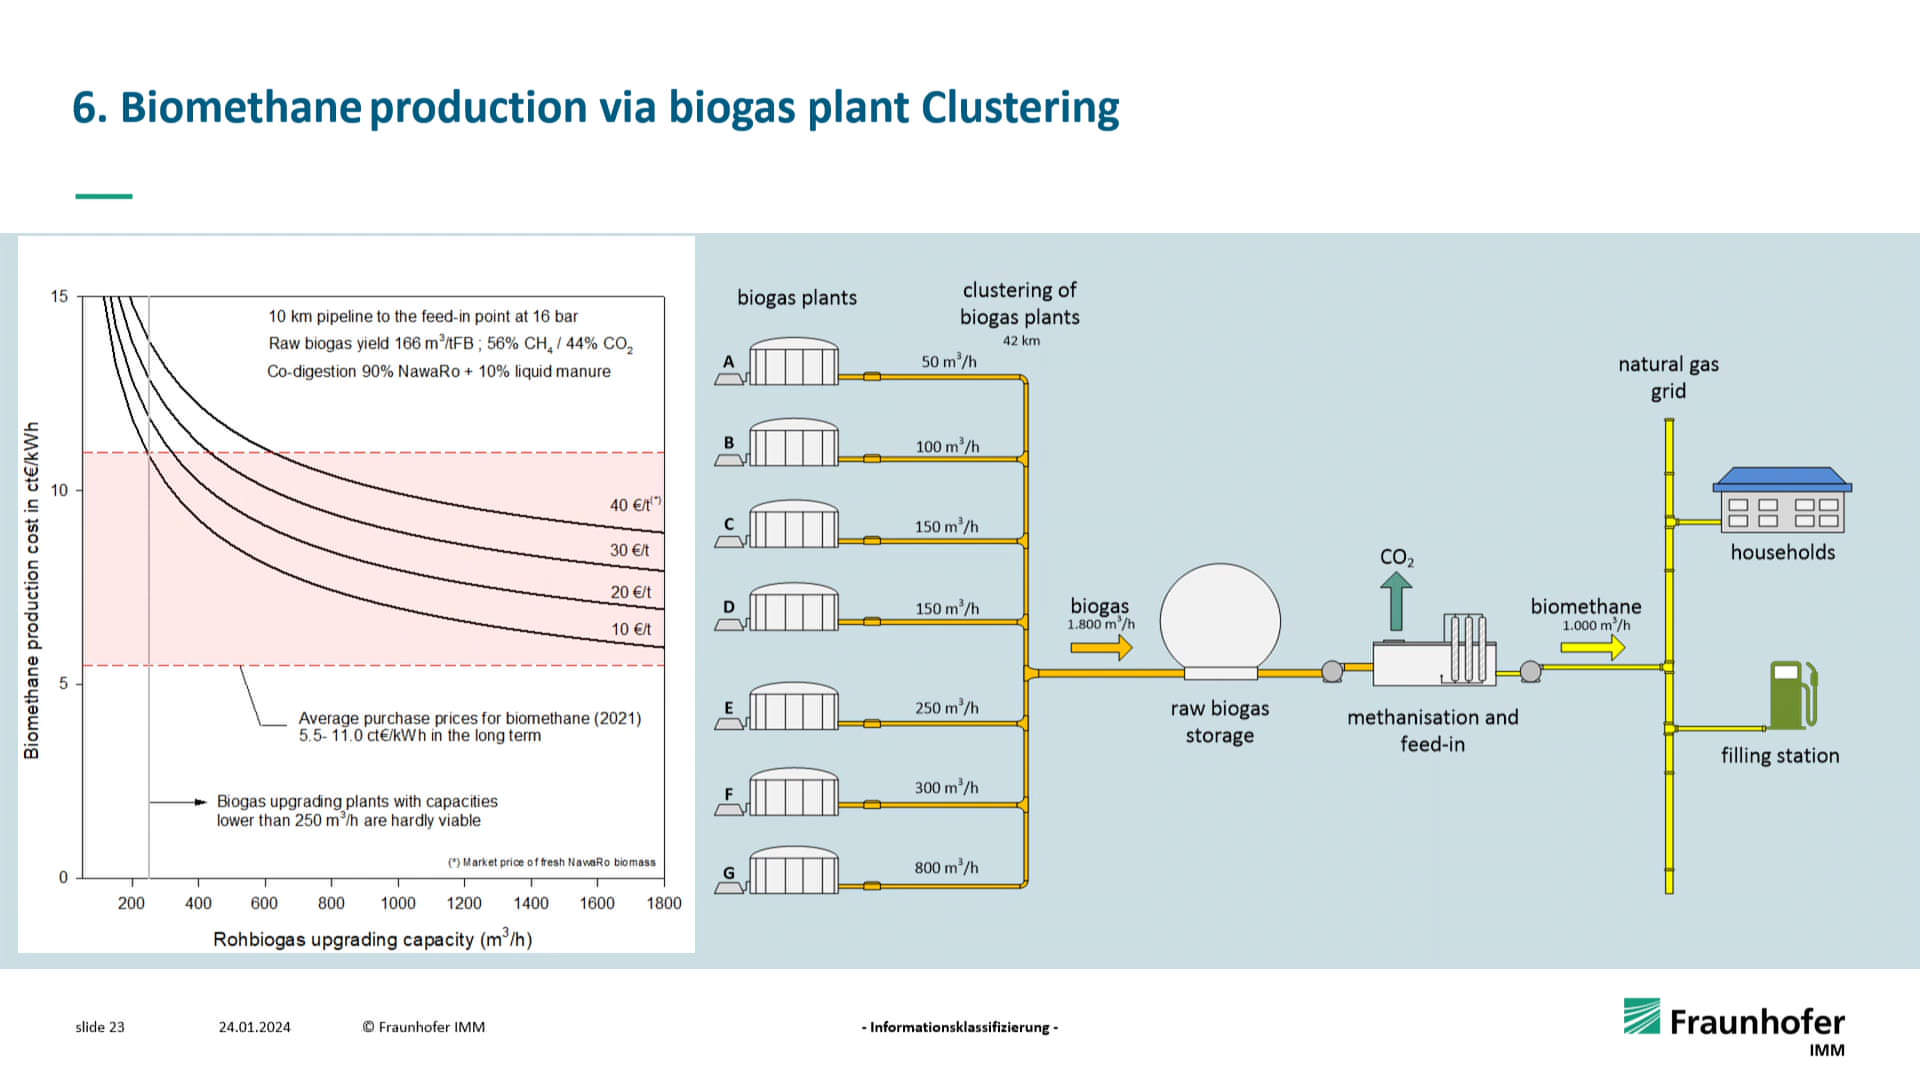 6. Biomethane production via biogas plant Clustering
15
10
5
0
Biomethane production cost in ct€/kWh
10 km pipeline to the feed-in point at 16 bar
Raw biogas yield 166 m³/tFB ; 56% CH₄ / 44% CO₂
Co-digestion 90% NawaRo + 10% liquid manure
40 €/t(*)
30 €/t
20 €/t
10 €/t
Average purchase prices for biomethane (2021)
5.5- 11.0 ct€/kWh in the long term
Biogas upgrading plants with capacities
lower than 250 m³/h are hardly viable
(*) Market price of fresh NawaRo biomass
200 400 600 800 1000 1200 1400 1600 1800
Rohbiogas upgrading capacity (m³/h)
biogas plants
clustering of
biogas plants
42 km
A
50 m³/h
B
100 m³/h
C
150 m³/h
D
150 m³/h
E
250 m³/h
F
300 m³/h
G
800 m³/h
biogas
1.800 m³/h
raw biogas
storage
CO₂
methanisation and
feed-in
biomethane
1.000 m³/h
natural gas
grid
households
filling station
slide 23
24.01.2024
© Fraunhofer IMM
- Informationsklassifizierung -
Fraunhofer
IMM